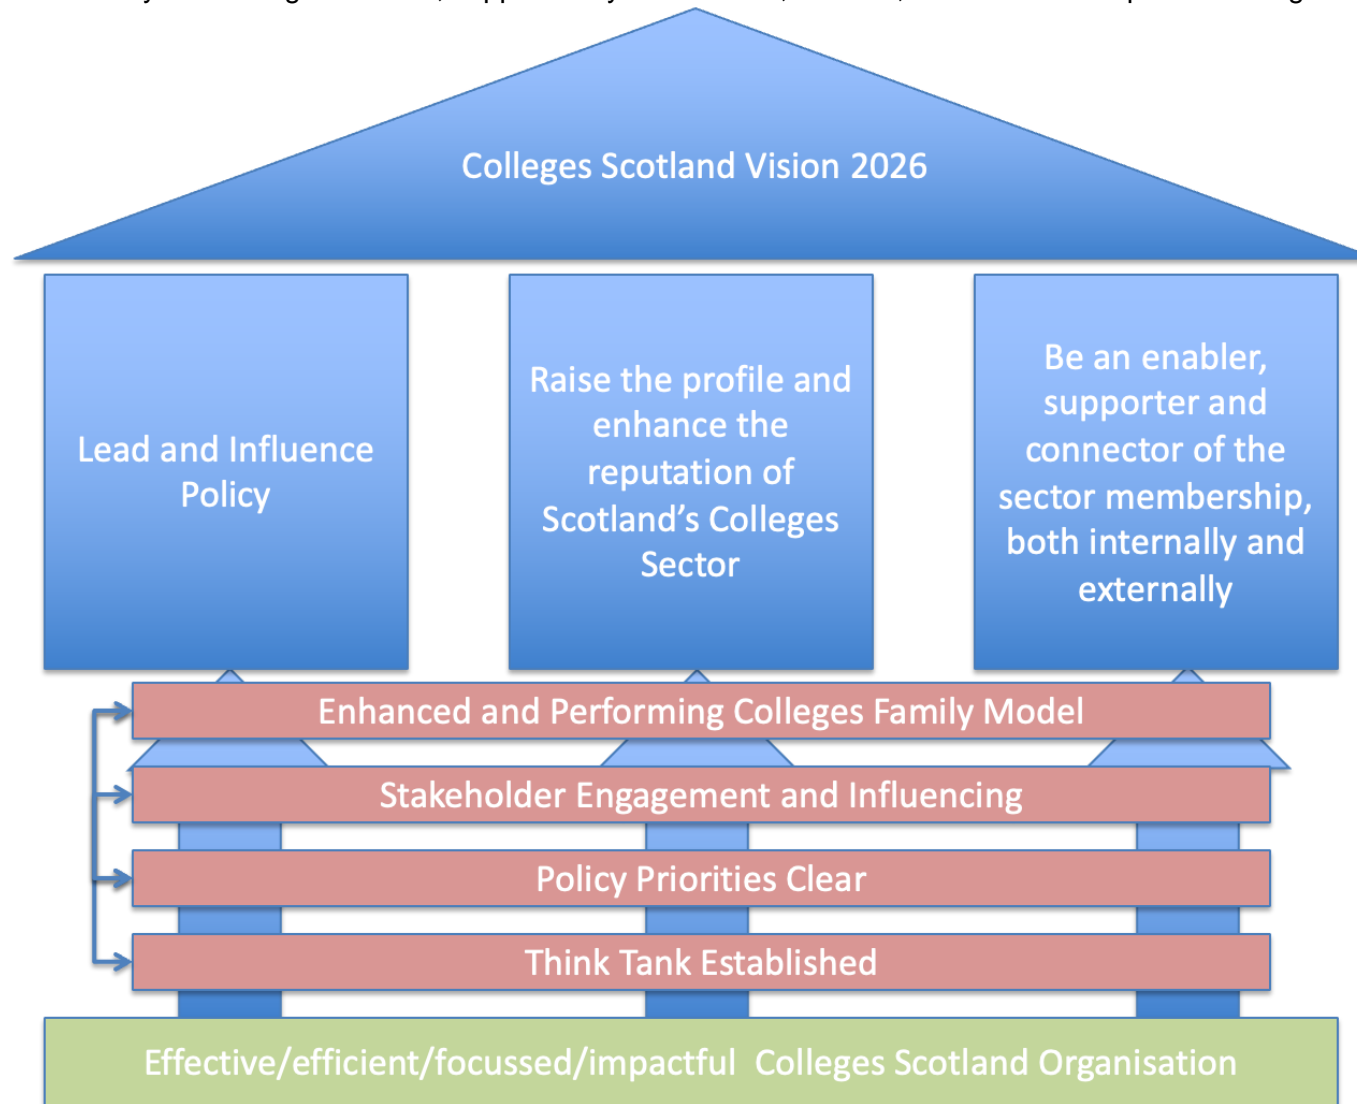 Colleges Scotland Vision 2026
Lead and Influence
Policy
Raise the profile and
enhance the
reputation of
Scotland’s Colleges
Sector
Be an enabler,
supporter and
connector of the
sector membership,
both internally and
externally
Enhanced and Performing Colleges Family Model
Stakeholder Engagement and Influencing
Policy Priorities Clear
Think Tank Established
Effective/efficient/focussed/impactful  Colleges Scotland Organisation